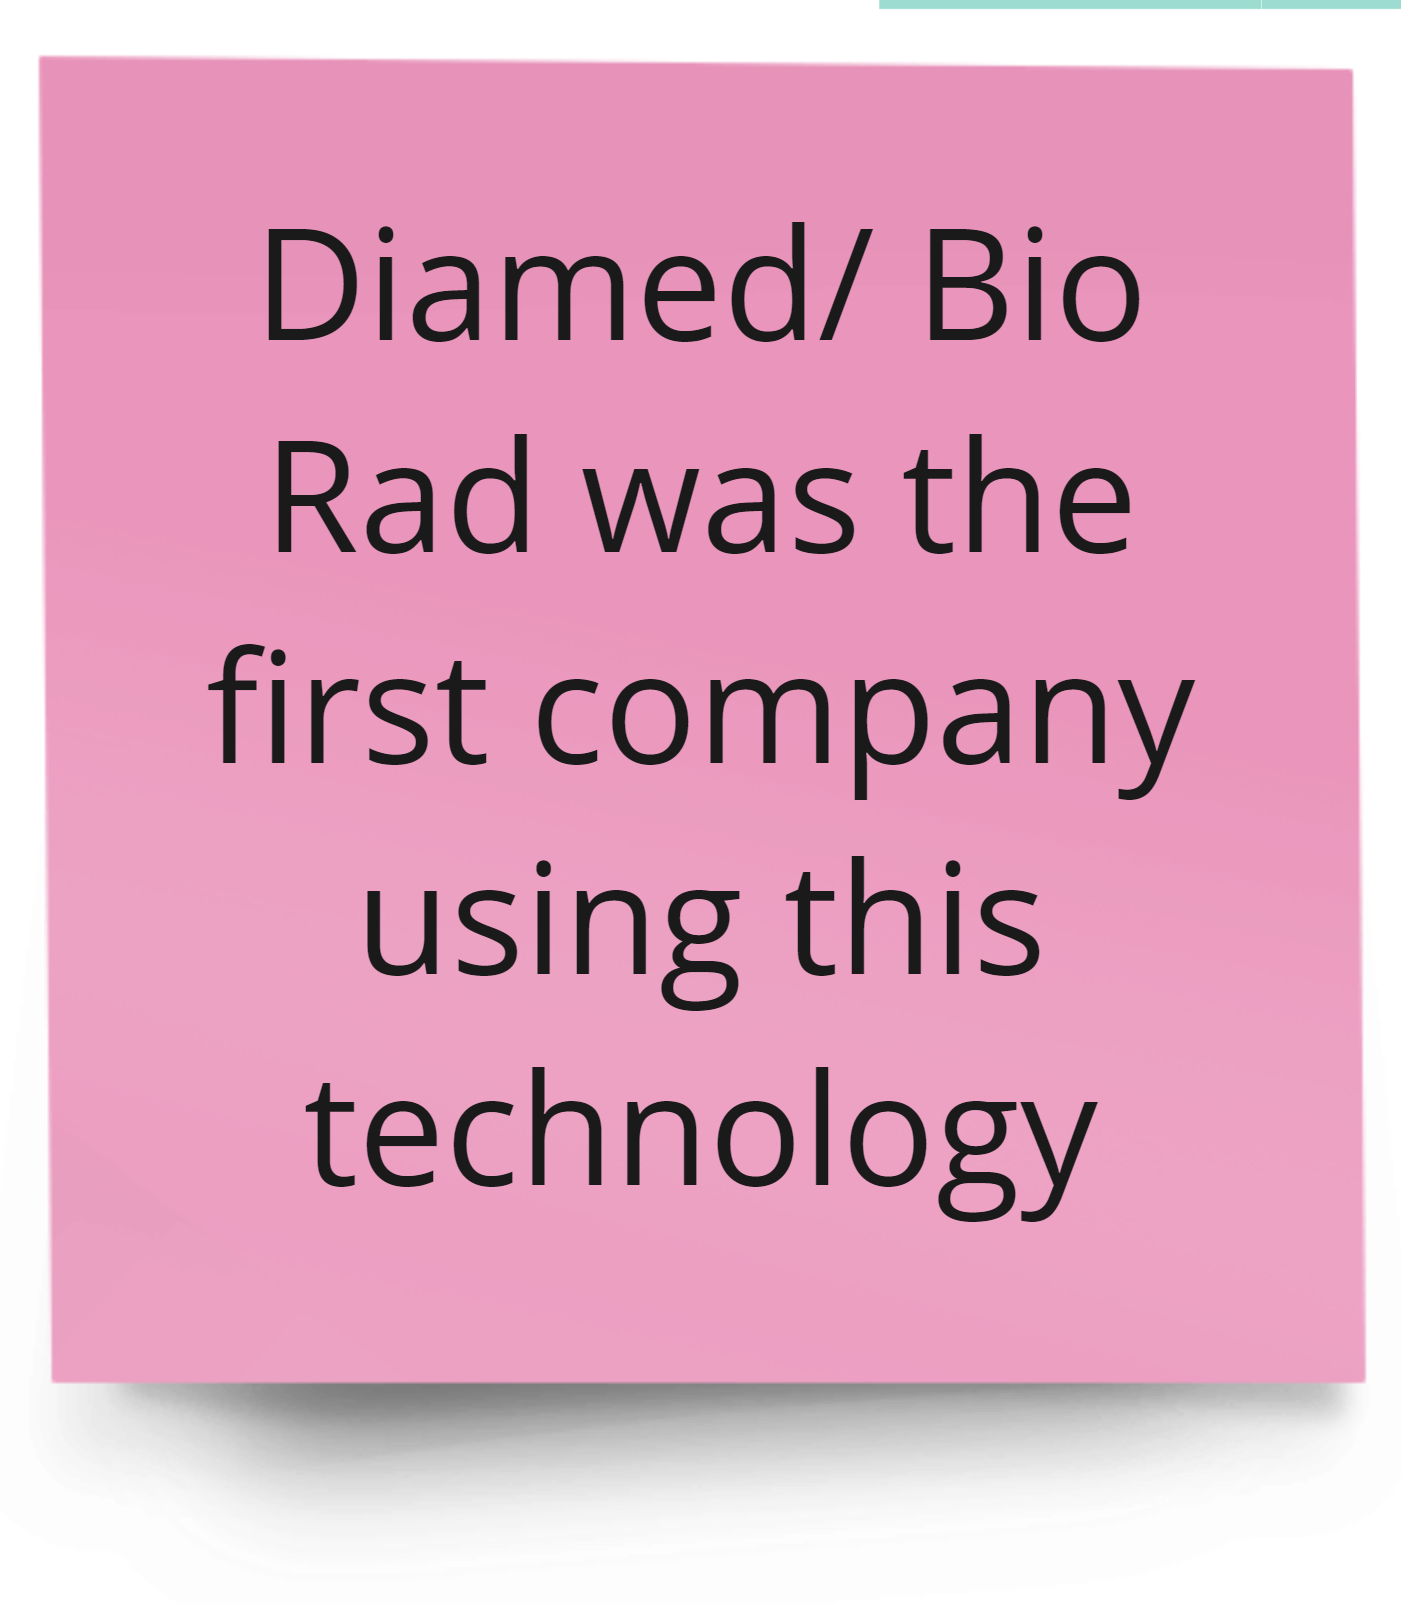 Diamed/ Bio
Rad was the
first company
using this
technology